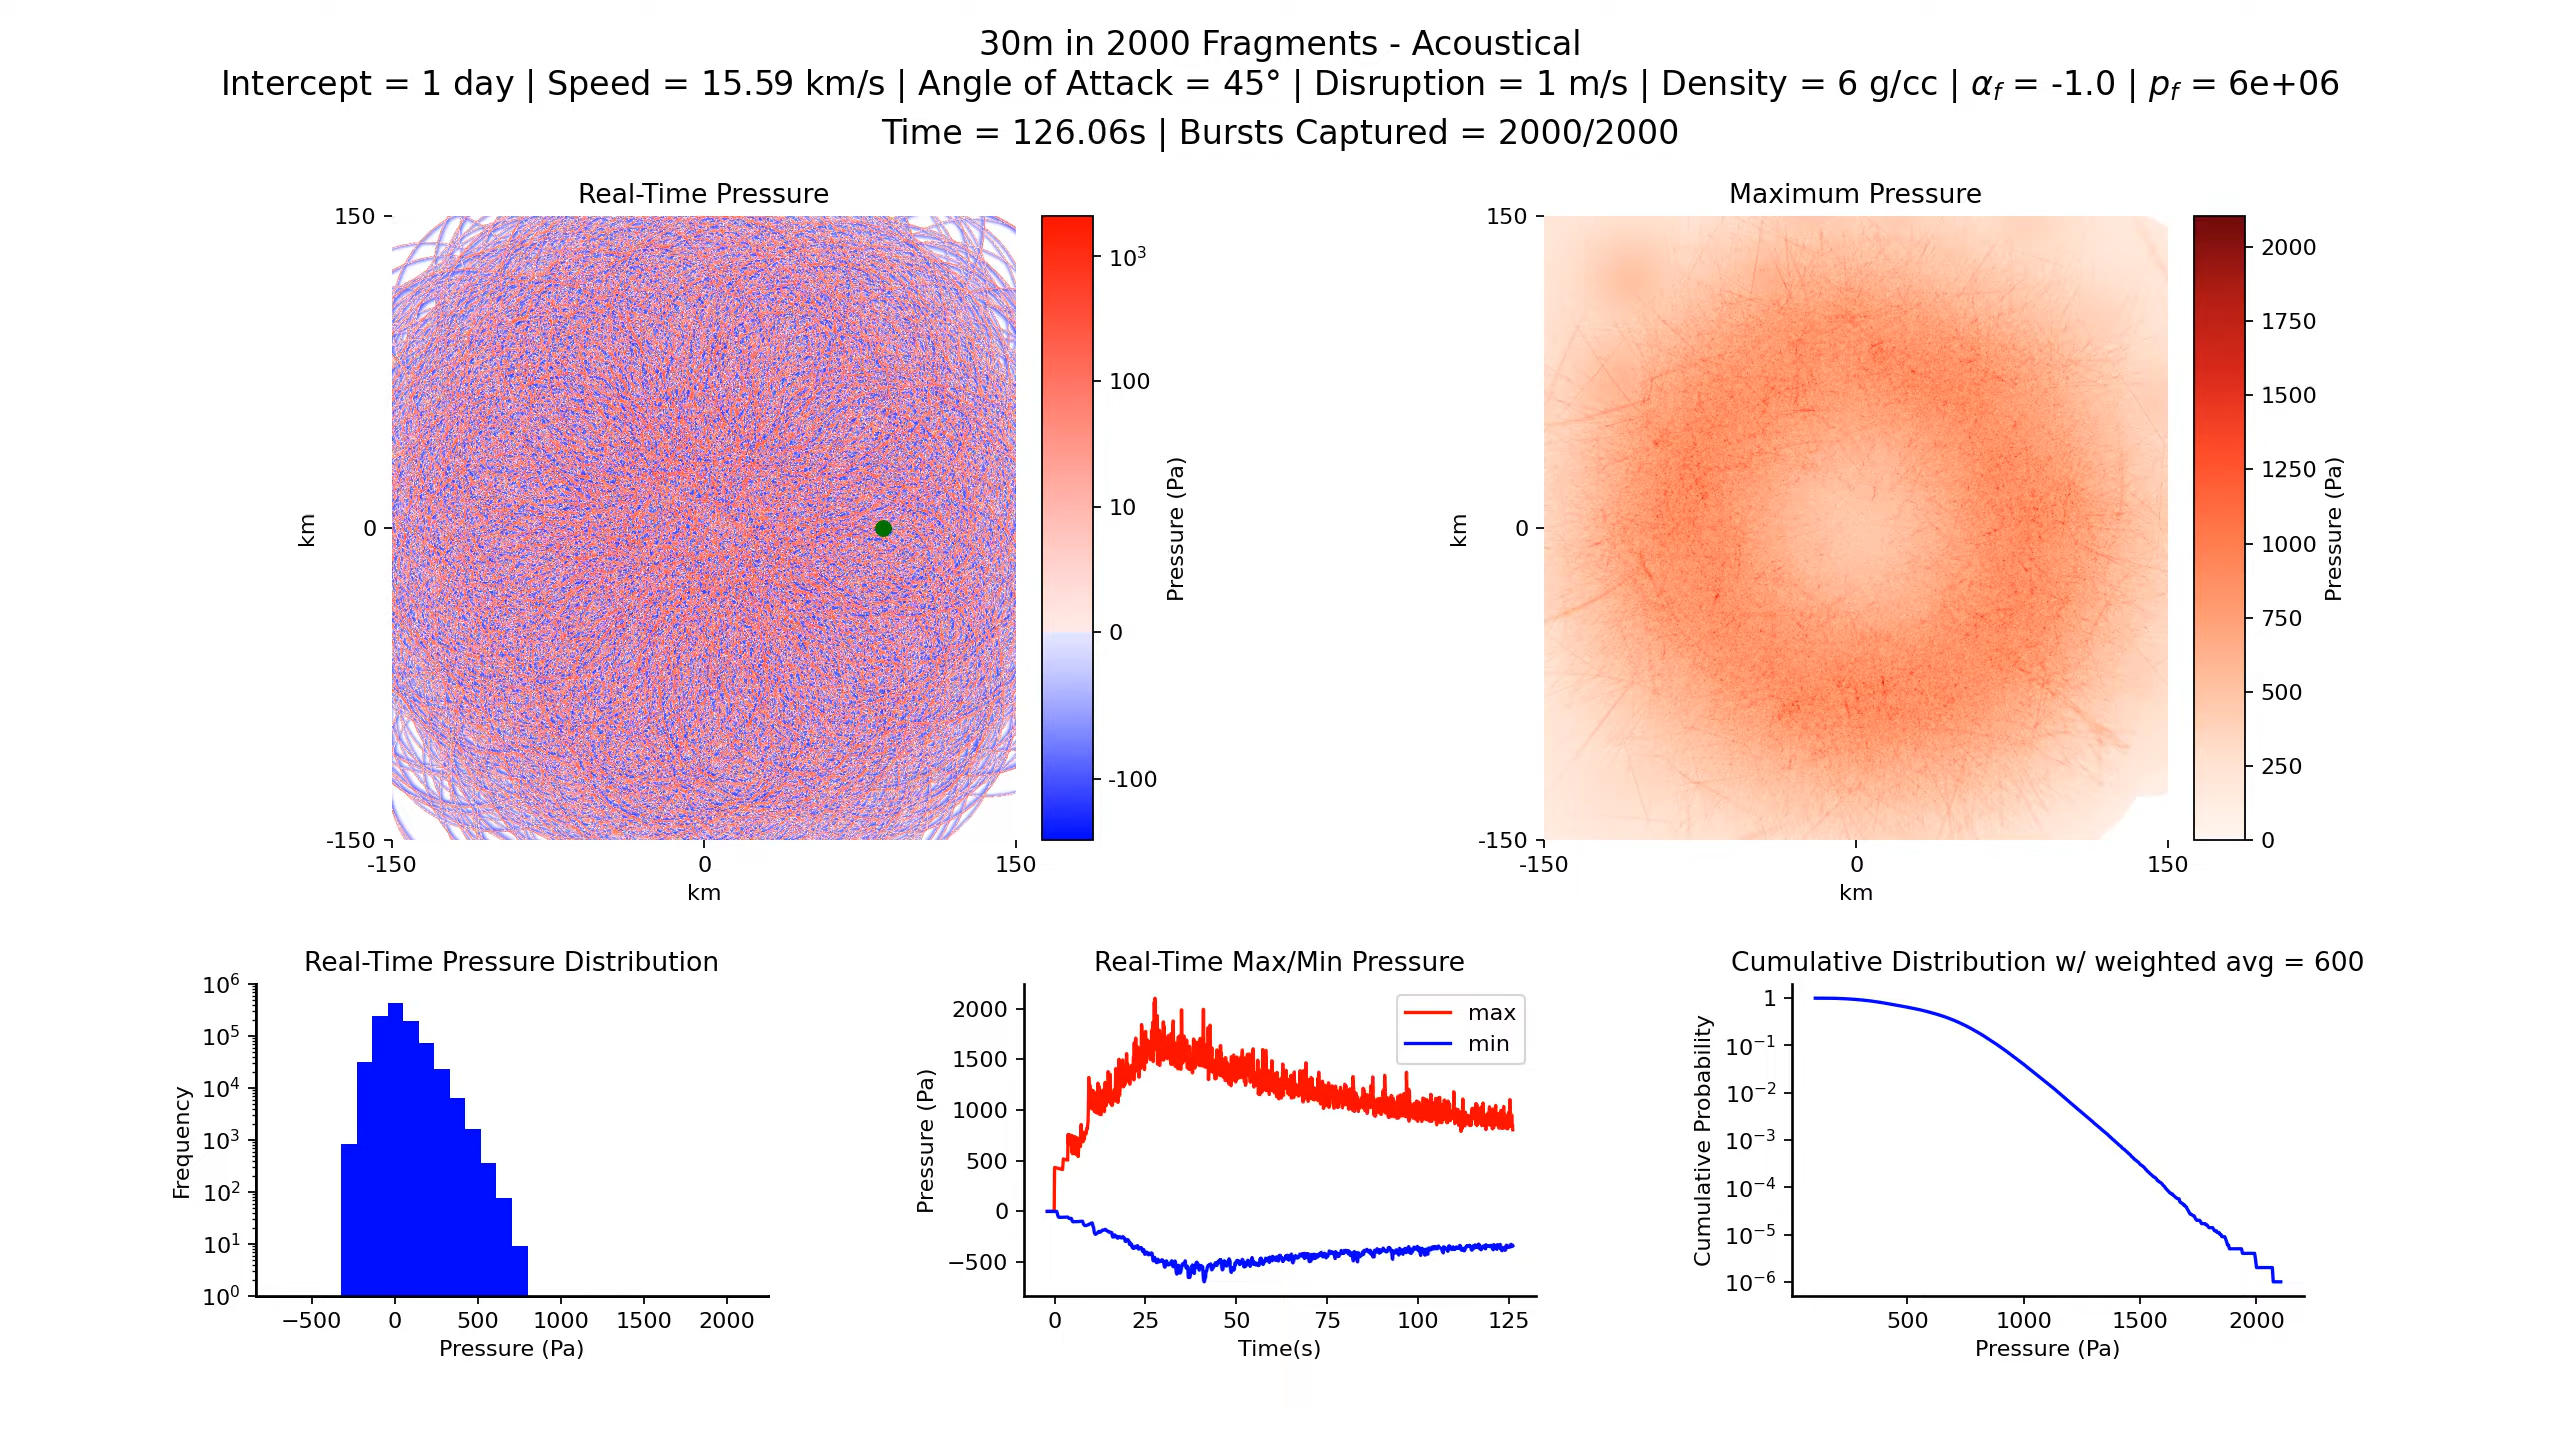 30m in 2000 Fragments - Acoustical
Intercept = 1 day | Speed = 15.59 km/s | Angle of Attack = 45° | Disruption = 1 m/s | Density = 6 g/cc | α_f = -1.0 | p_f = 6e+06
Time = 126.06s | Bursts Captured = 2000/2000
Real-Time Pressure
150
0
-150
km
-150 0 150
km
10³
100
10
0
-100
Pressure (Pa)
Maximum Pressure
150
0
-150
km
-150 0 150
km
2000
1750
1500
1250
1000
750
500
250
0
Pressure (Pa)
Real-Time Pressure Distribution
10⁶
10⁵
10⁴
10³
10²
10¹
10⁰
Frequency
−500 0 500 1000 1500 2000
Pressure (Pa)
Real-Time Max/Min Pressure
2000
1500
1000
500
0
−500
Pressure (Pa)
max
min
0 25 50 75 100 125
Time(s)
Cumulative Distribution w/ weighted avg = 600
1
10⁻¹
10⁻²
10⁻³
10⁻⁴
10⁻⁵
10⁻⁶
Cumulative Probability
500 1000 1500 2000
Pressure (Pa)